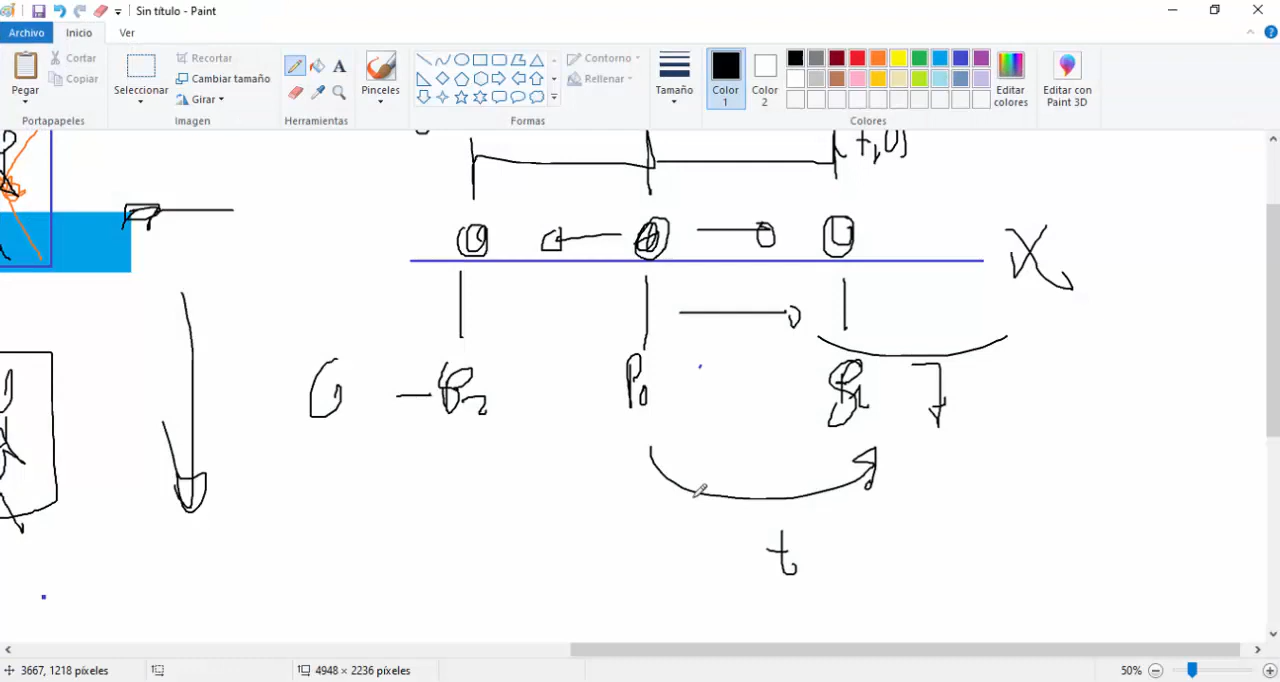 Sin título - Paint
Archivo Inicio Ver
Pegar
Cortar
Copiar
Portapapeles
Seleccionar
Recortar
Cambiar tamaño
Girar
Imagen
A
Herramientas
Pinceles
Contorno
Rellenar
Formas
Tamaño
Color 1
Color 2
Editar colores
Editar con Paint 3D
Colores
X
P0
t
3667, 1218 píxeles
4948 × 2236 píxeles
50%